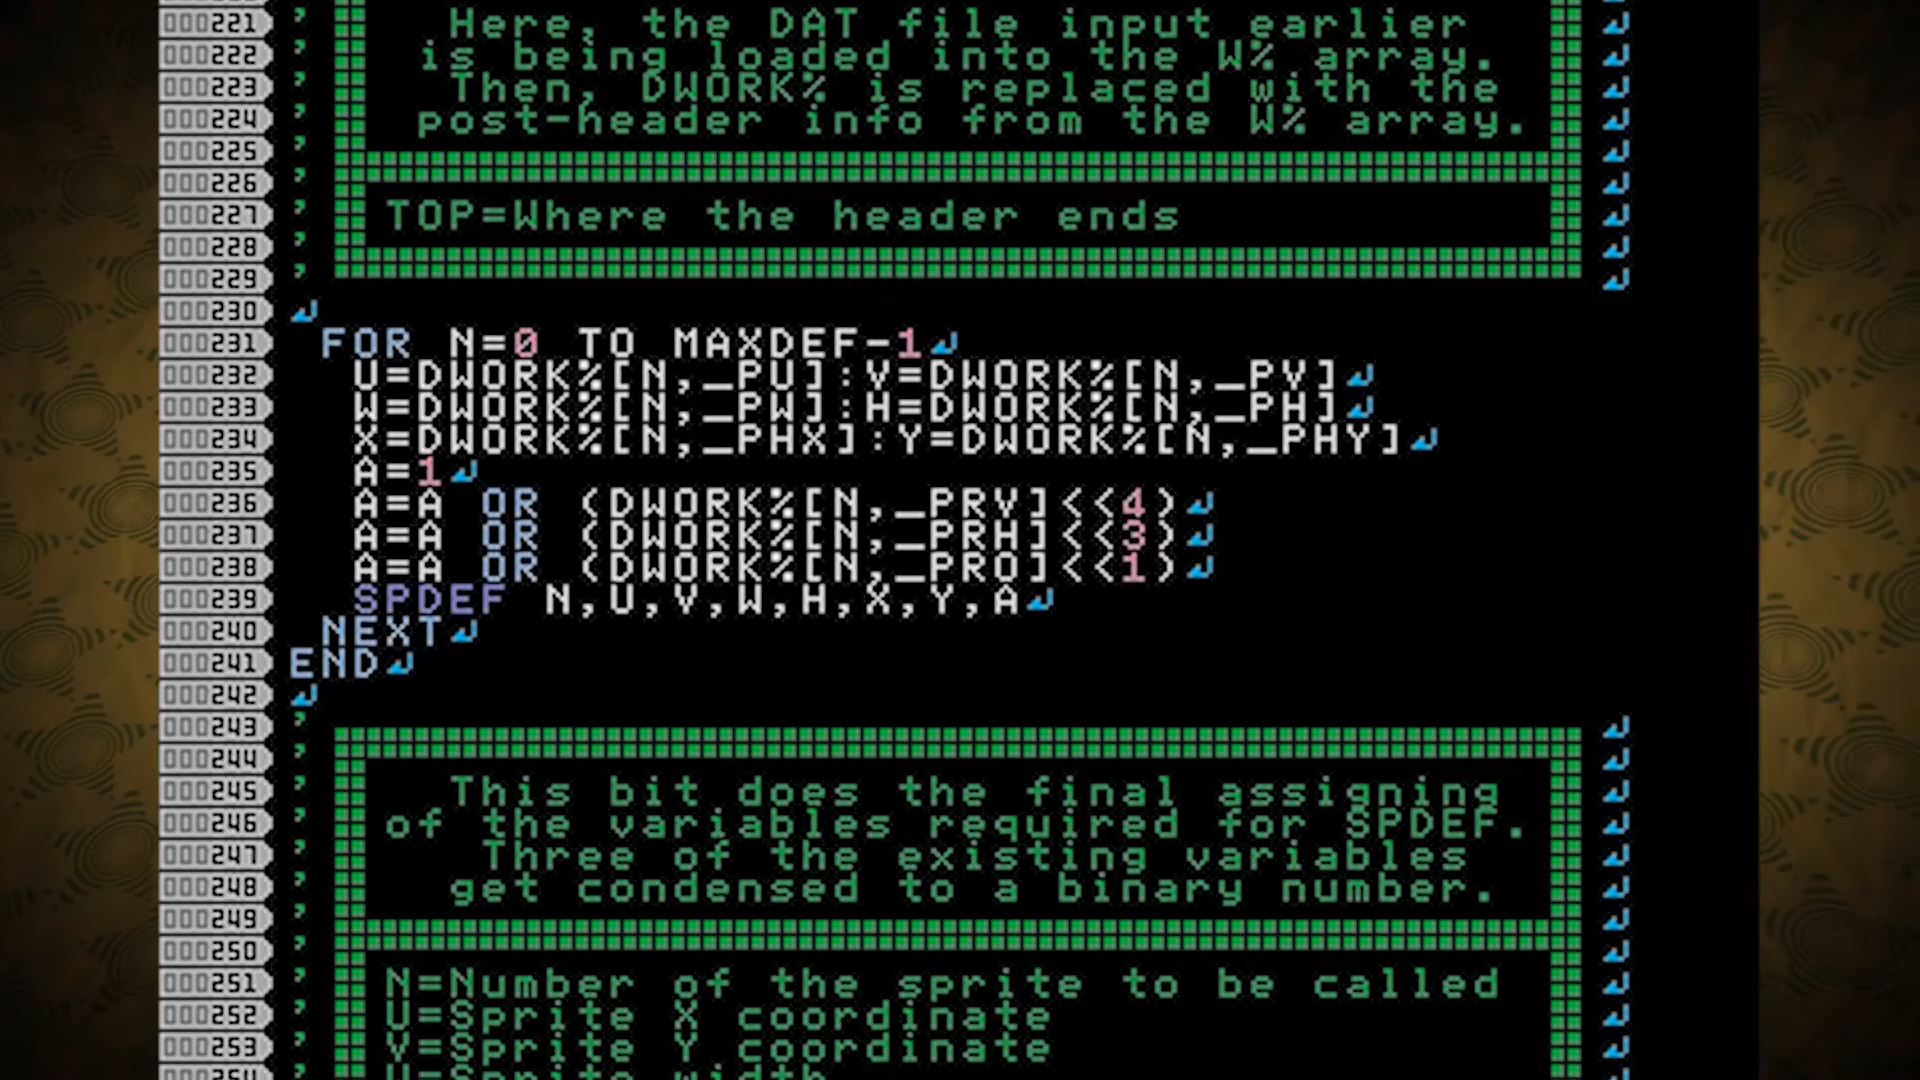 000221 ' Here, the DAT file input earlier
000222 ' is being loaded into the W% array.
000223 ' Then, DWORK% is replaced with the
000224 ' post-header info from the W% array.
000225 '
000226 '
000227 ' TOP=Where the header ends
000228 '
000229 '
000230
000231 FOR N=0 TO MAXDEF-1
000232 U=DWORK%[N,_PU]:V=DWORK%[N,_PV]
000233 W=DWORK%[N,_PW]:H=DWORK%[N,_PH]
000234 X=DWORK%[N,_PHX]:Y=DWORK%[N,_PHY]
000235 A=1
000236 A=A OR (DWORK%[N,_PRV]<<4)
000237 A=A OR (DWORK%[N,_PRH]<<3)
000238 A=A OR (DWORK%[N,_PRO]<<1)
000239 SPDEF N,U,V,W,H,X,Y,A
000240 NEXT
000241 END
000242
000243 '
000244 '
000245 ' This bit does the final assigning
000246 ' of the variables required for SPDEF.
000247 ' Three of the existing variables
000248 ' get condensed to a binary number.
000249 '
000250 '
000251 ' N=Number of the sprite to be called
000252 ' U=Sprite X coordinate
000253 ' V=Sprite Y coordinate